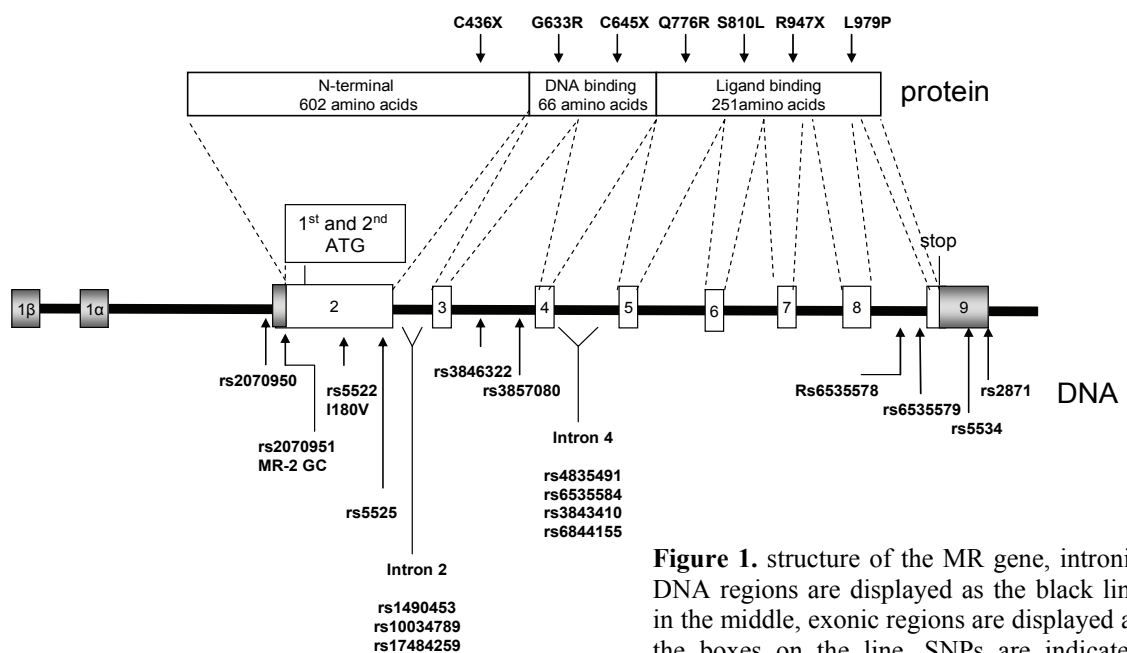 C436X G633R C645X Q776R S810L R947X L979P
N-terminal
602 amino acids
DNA binding
66 amino acids
Ligand binding
251amino acids
protein
1st and 2nd
ATG
stop
1β 1α 2 3 4 5 6 7 8 9
rs2070950
rs5522
I180V
rs3846322
rs3857080
Rs6535578
rs6535579
rs2871
rs5534
DNA
rs2070951
MR-2 GC
rs5525
Intron 4
rs4835491
rs6535584
rs3843410
rs6844155
Intron 2
rs1490453
rs10034789
rs17484259
Figure 1. structure of the MR gene, introni
DNA regions are displayed as the black lin
in the middle, exonic regions are displayed a
the boxes on the line. SNPs are indicate